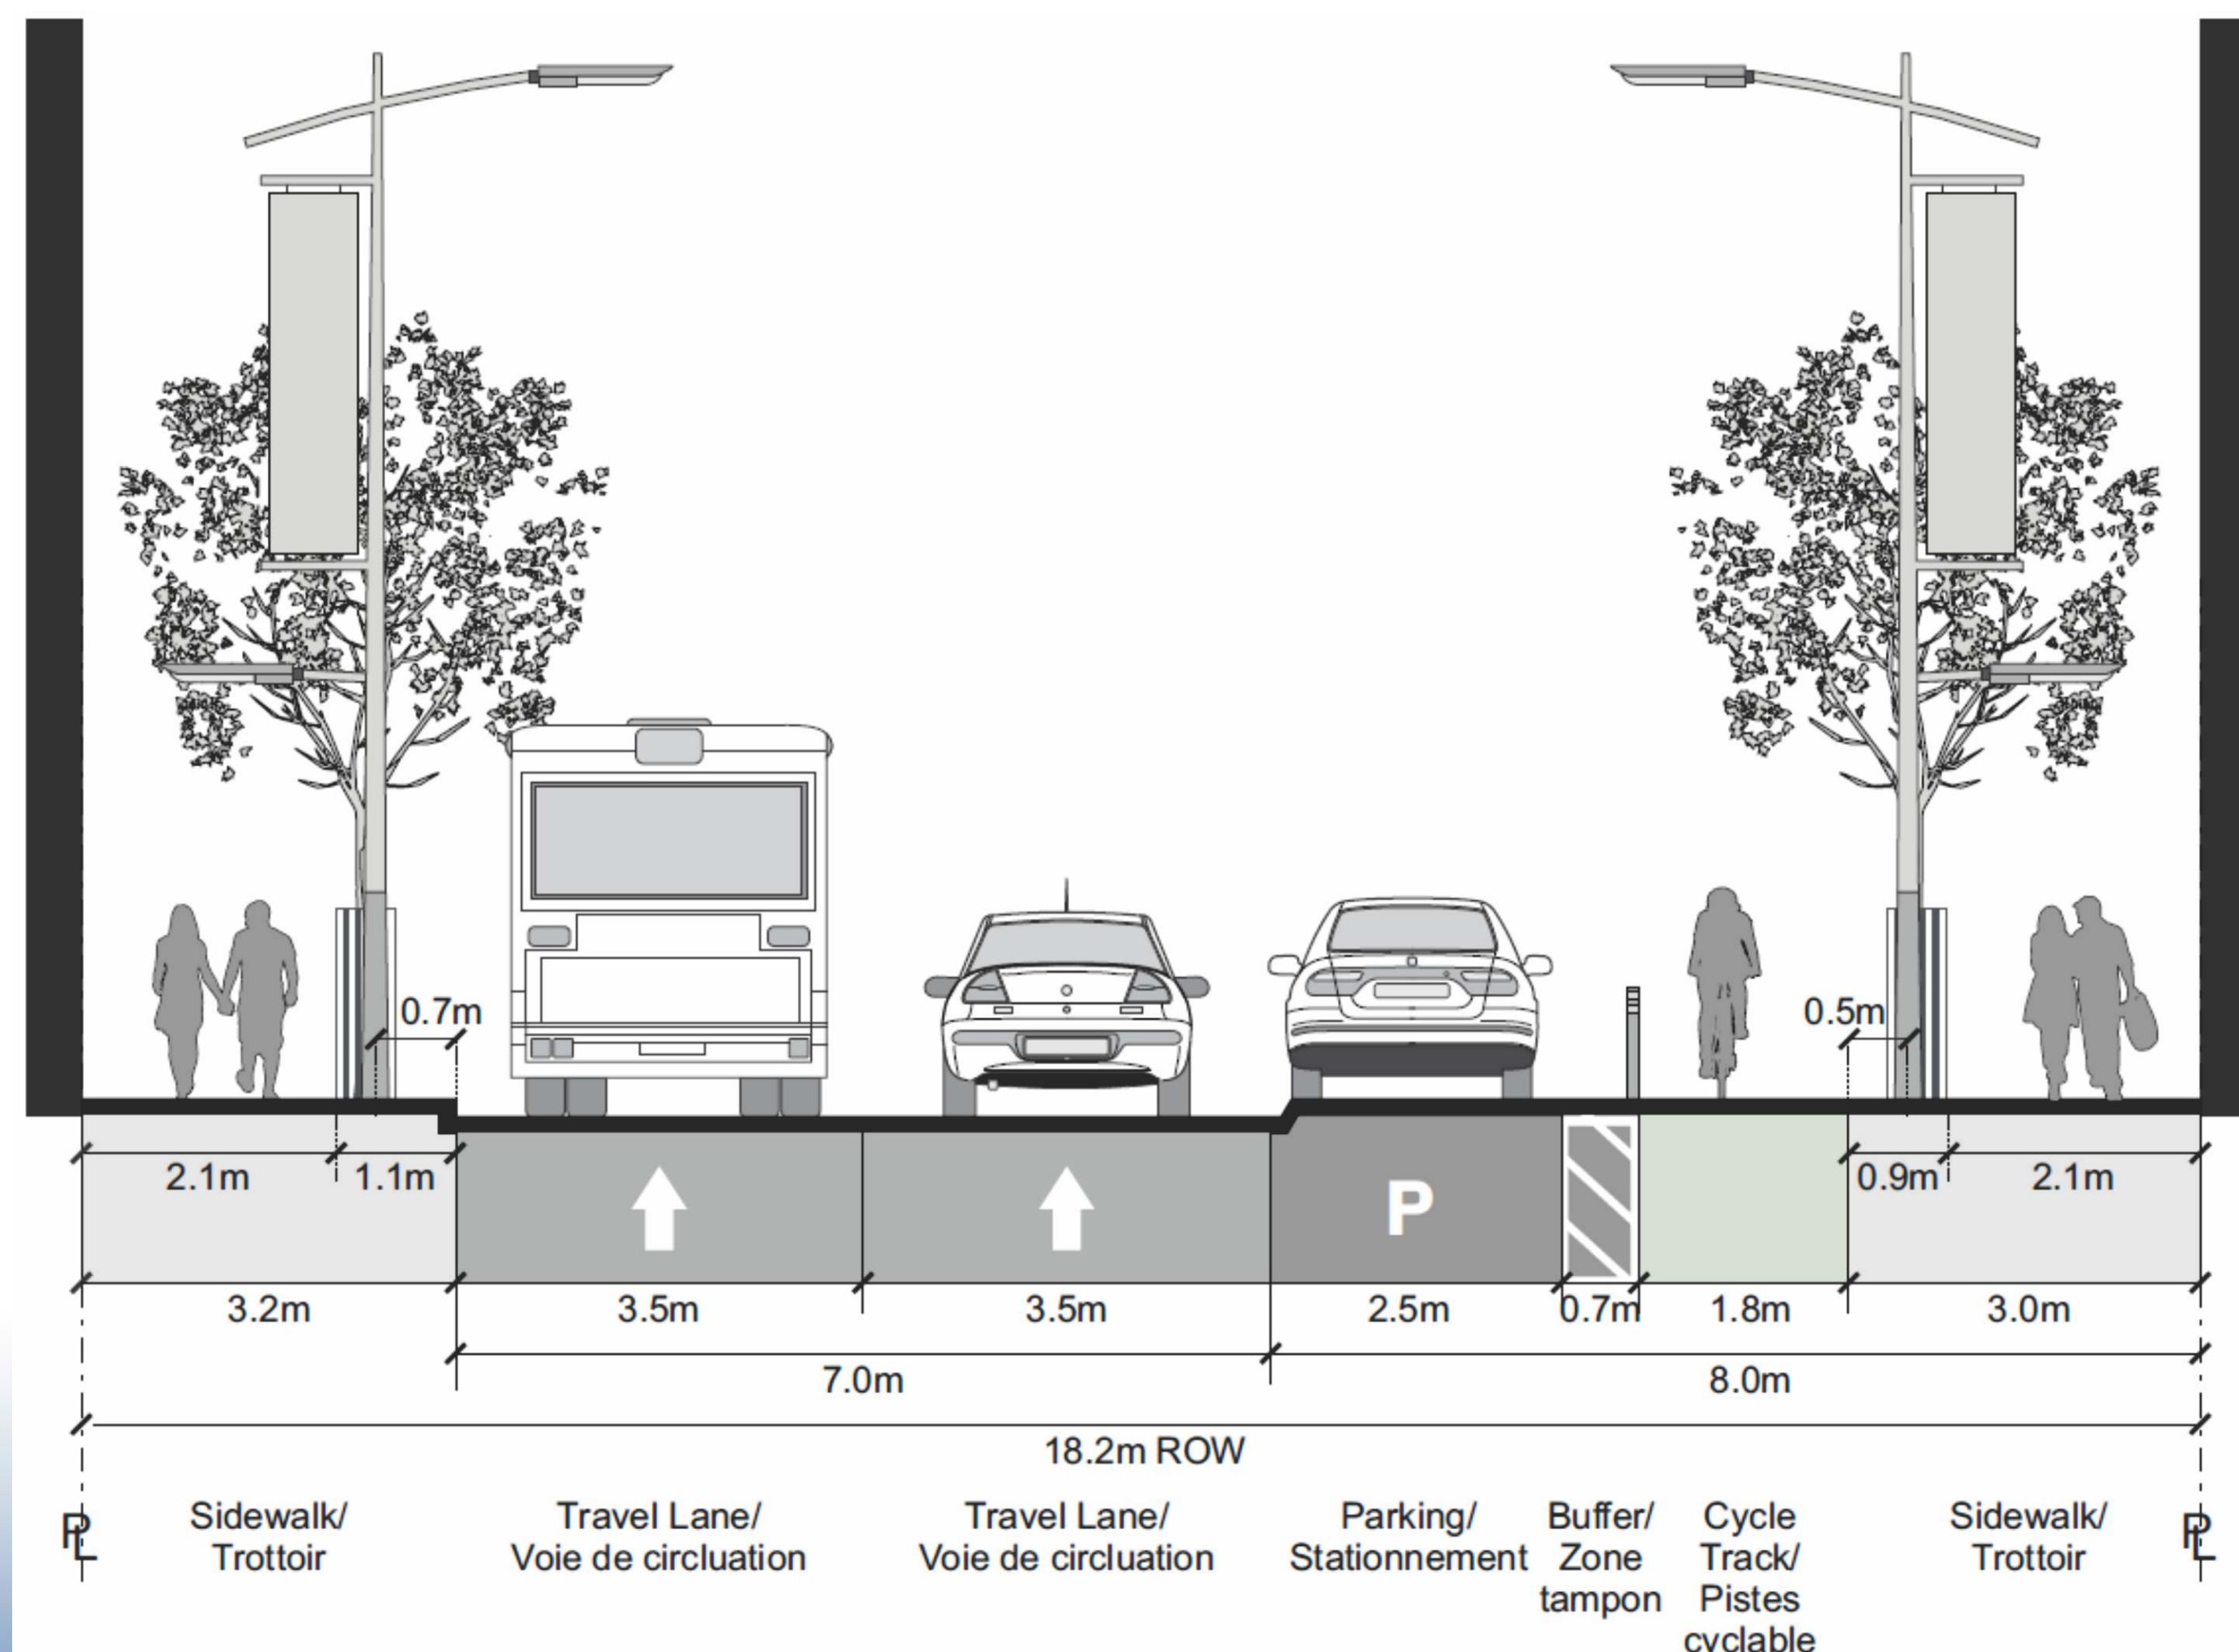 0.7m
0.5m
2.1m
1.1m
0.9m
2.1m
P
3.2m
3.5m
3.5m
2.5m
0.7m
1.8m
3.0m
7.0m
8.0m
18.2m ROW
PL
Sidewalk/
Trottoir
Travel Lane/
Voie de circluation
Travel Lane/
Voie de circluation
Parking/
Stationnement
Buffer/
Zone
tampon
Cycle
Track/
Pistes
cyclable
Sidewalk/
Trottoir
PL